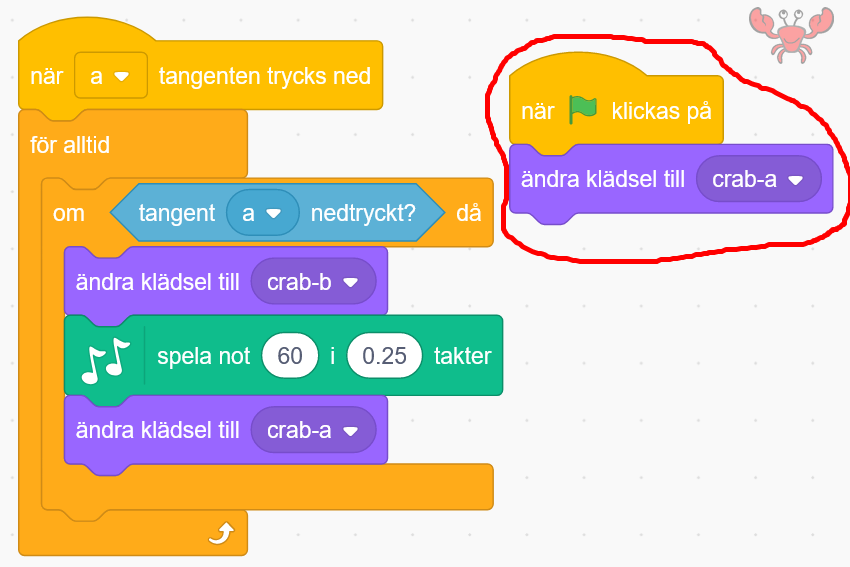 när a tangenten trycks ned
för alltid
om tangent a nedtryckt? då
ändra klädsel till crab-b
spela not 60 i 0.25 takter
ändra klädsel till crab-a
när klickas på
ändra klädsel till crab-a